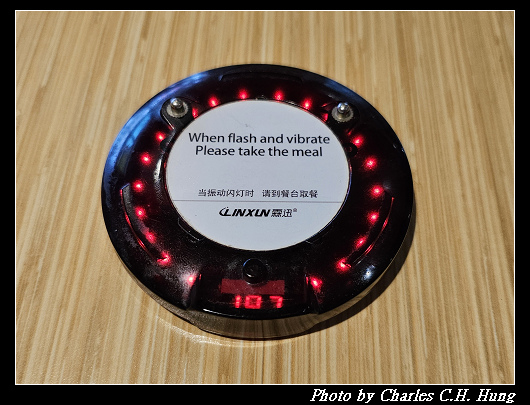 When flash and vibrate
Please take the meal
当振动闪灯时 请到餐台取餐
LINXUN 霖迅®
107
Photo by Charles C.H. Hung